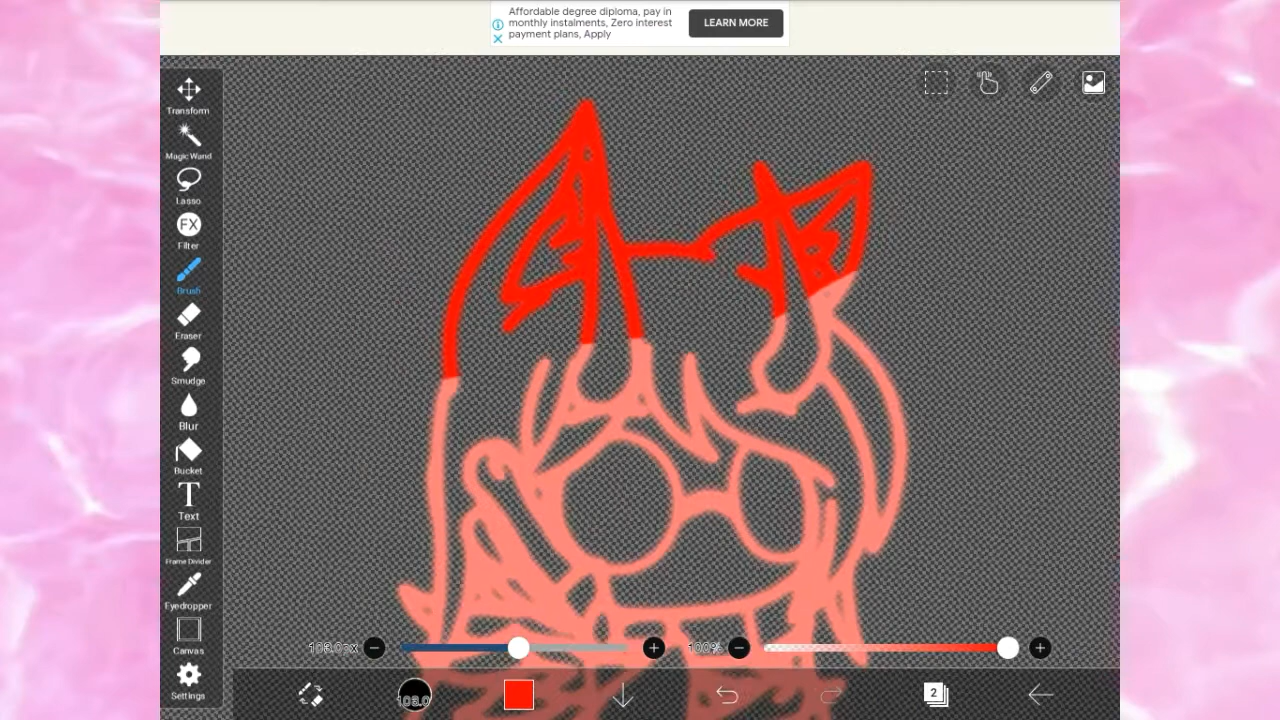 Affordable degree diploma, pay in
monthly instalments, Zero interest
payment plans, Apply
LEARN MORE
Transform
Magic Wand
Lasso
FX
Filter
Brush
Eraser
Smudge
Blur
Bucket
T
Text
Frame Divider
Eyedropper
Canvas
Settings
100%
2